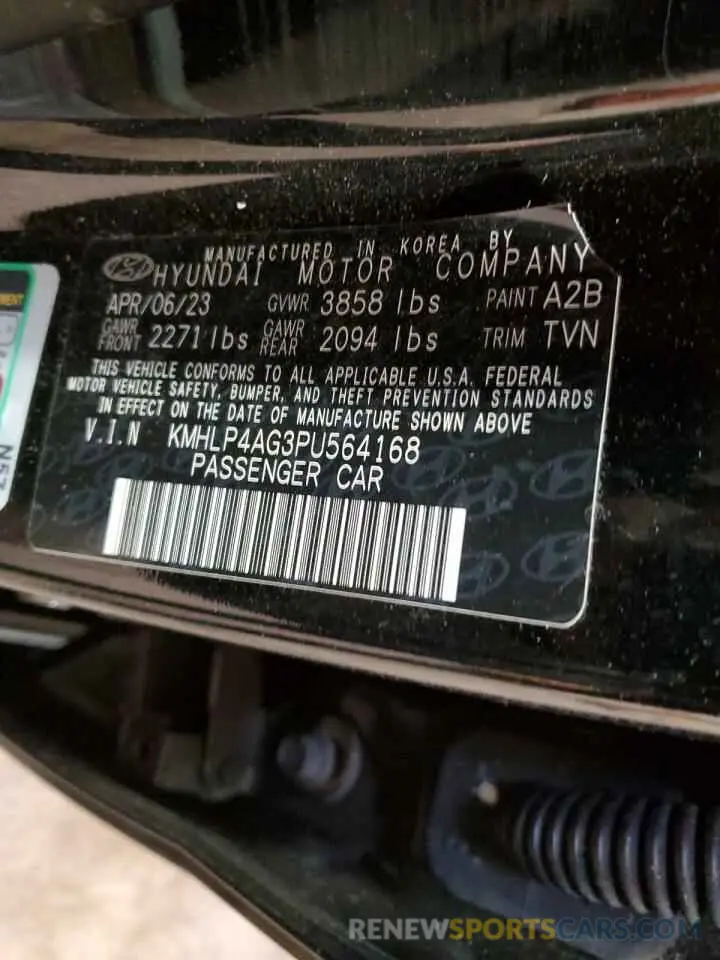 MANUFACTURED IN KOREA BY
HYUNDAI MOTOR COMPANY
APR/06/23 GVWR 3858 lbs PAINT A2B
GAWR FRONT 2271 lbs GAWR REAR 2094 lbs TRIM TVN
THIS VEHICLE CONFORMS TO ALL APPLICABLE U.S.A. FEDERAL
MOTOR VEHICLE SAFETY, BUMPER, AND THEFT PREVENTION STANDARDS
IN EFFECT ON THE DATE OF MANUFACTURE SHOWN ABOVE
V.I.N KMHLP4AG3PU564168
PASSENGER CAR
RENEWSPORTSCARS.COM